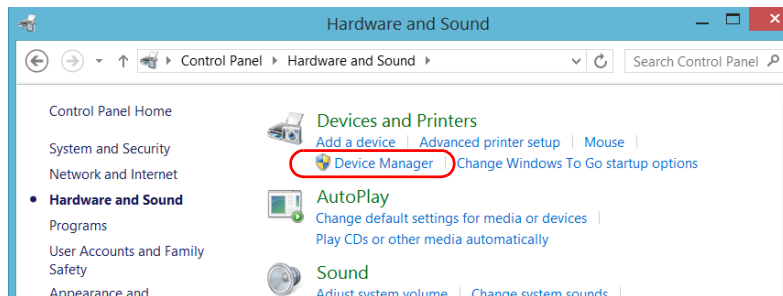 Hardware and Sound
Control Panel
Hardware and Sound
Search Control Panel
Control Panel Home
System and Security
Network and Internet
Hardware and Sound
Programs
User Accounts and Family
Safety
Appearance and
Devices and Printers
Add a device
Advanced printer setup
Mouse
Device Manager
Change Windows To Go startup options
AutoPlay
Change default settings for media or devices
Play CDs or other media automatically
Sound
Adjust system volume
Change system sounds